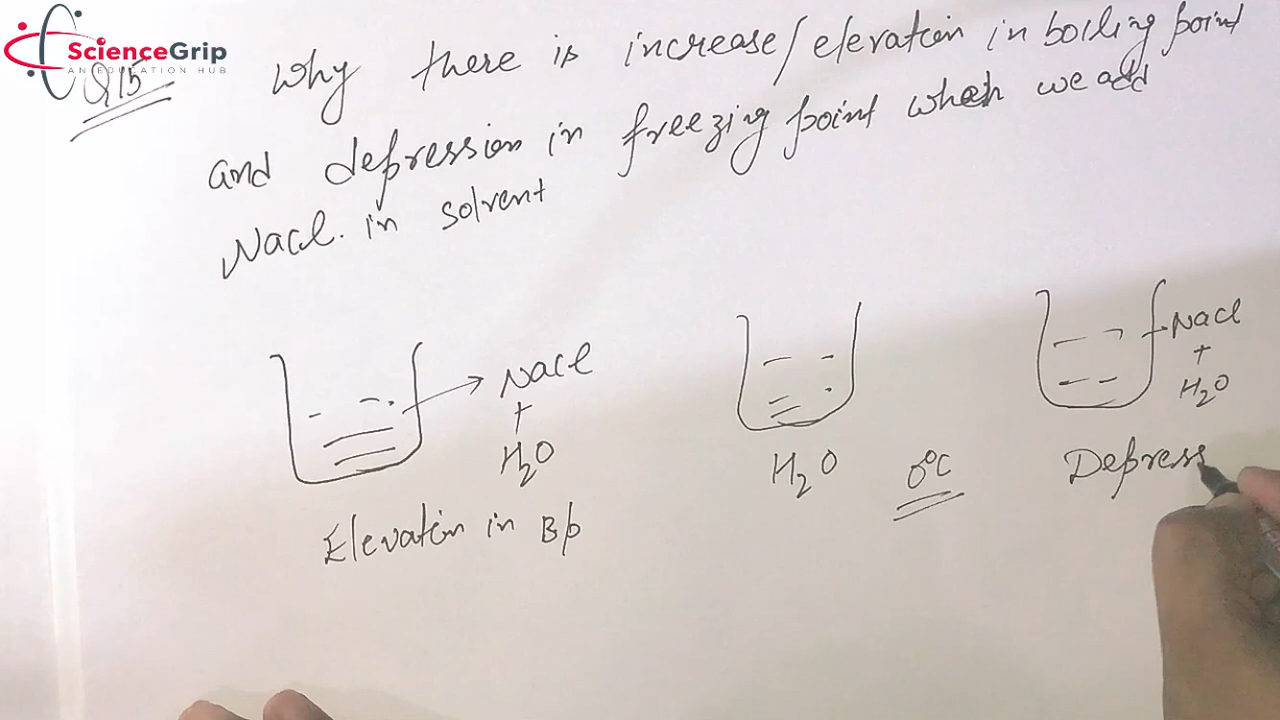 ScienceGrip
AN EDUCATION HUB
Q15 Why there is increase/elevation in boiling point
and depression in freezing point when we add
NaCl. in solvent
NaCl
+
H2O
Elevation in Bp
H2O 0°C
NaCl
+
H2O
Depress